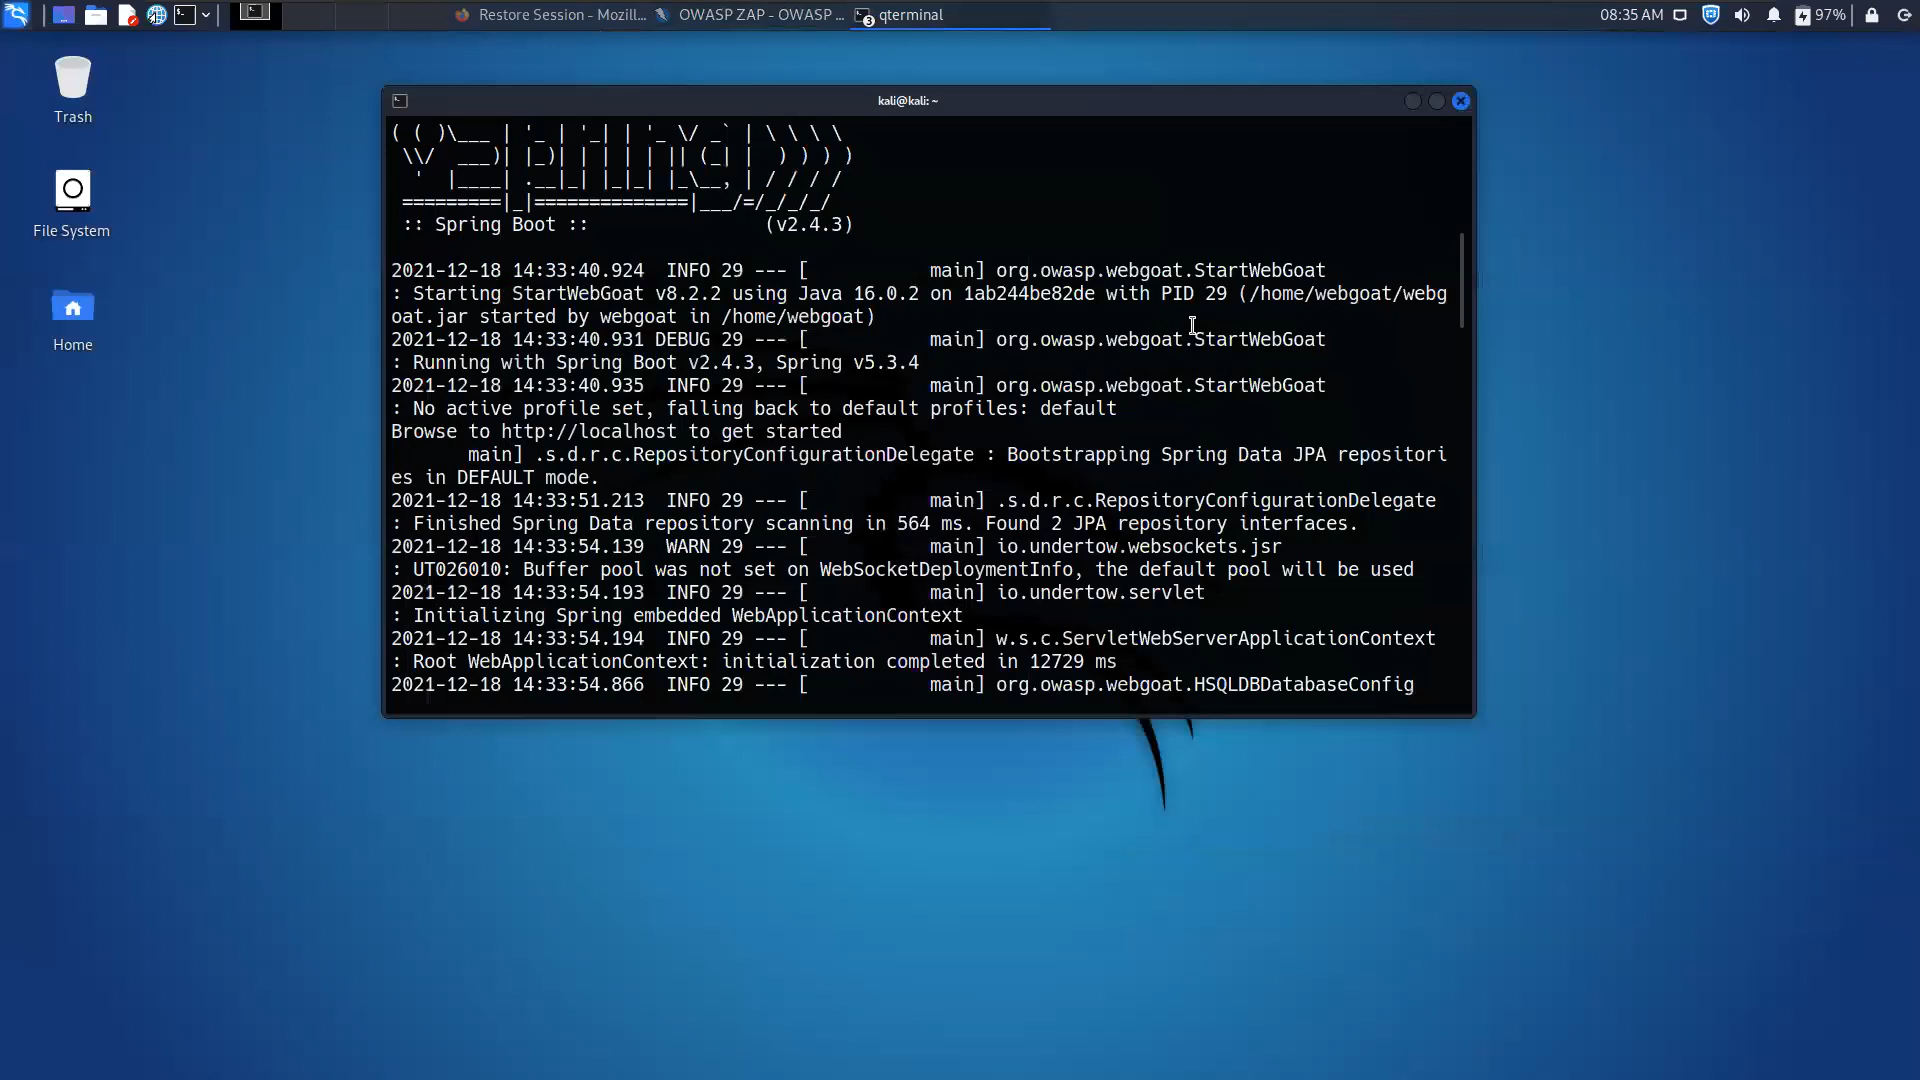 Restore Session - Mozill...
OWASP ZAP - OWASP ...
3
qterminal
08:35 AM
97%
Trash
File System
Home
kali@kali: ~
( ( )\___ | '_ | '_| | '_ \/ _` | \ \ \ \
\\/  ___)| |_)| | | | | || (_| |  ) ) ) )
'  |____| .__|_| |_|_| |_\__, | / / / /
=========|_|==============|___/=/_/_/_/
:: Spring Boot ::                (v2.4.3)
2021-12-18 14:33:40.924  INFO 29 --- [           main] org.owasp.webgoat.StartWebGoat
: Starting StartWebGoat v8.2.2 using Java 16.0.2 on 1ab244be82de with PID 29 (/home/webgoat/webg
oat.jar started by webgoat in /home/webgoat)
2021-12-18 14:33:40.931 DEBUG 29 --- [           main] org.owasp.webgoat.StartWebGoat
: Running with Spring Boot v2.4.3, Spring v5.3.4
2021-12-18 14:33:40.935  INFO 29 --- [           main] org.owasp.webgoat.StartWebGoat
: No active profile set, falling back to default profiles: default
Browse to http://localhost to get started
main] .s.d.r.c.RepositoryConfigurationDelegate : Bootstrapping Spring Data JPA repositori
es in DEFAULT mode.
2021-12-18 14:33:51.213  INFO 29 --- [           main] .s.d.r.c.RepositoryConfigurationDelegate
: Finished Spring Data repository scanning in 564 ms. Found 2 JPA repository interfaces.
2021-12-18 14:33:54.139  WARN 29 --- [           main] io.undertow.websockets.jsr
: UT026010: Buffer pool was not set on WebSocketDeploymentInfo, the default pool will be used
2021-12-18 14:33:54.193  INFO 29 --- [           main] io.undertow.servlet
: Initializing Spring embedded WebApplicationContext
2021-12-18 14:33:54.194  INFO 29 --- [           main] w.s.c.ServletWebServerApplicationContext
: Root WebApplicationContext: initialization completed in 12729 ms
2021-12-18 14:33:54.866  INFO 29 --- [           main] org.owasp.webgoat.HSQLDBDatabaseConfig